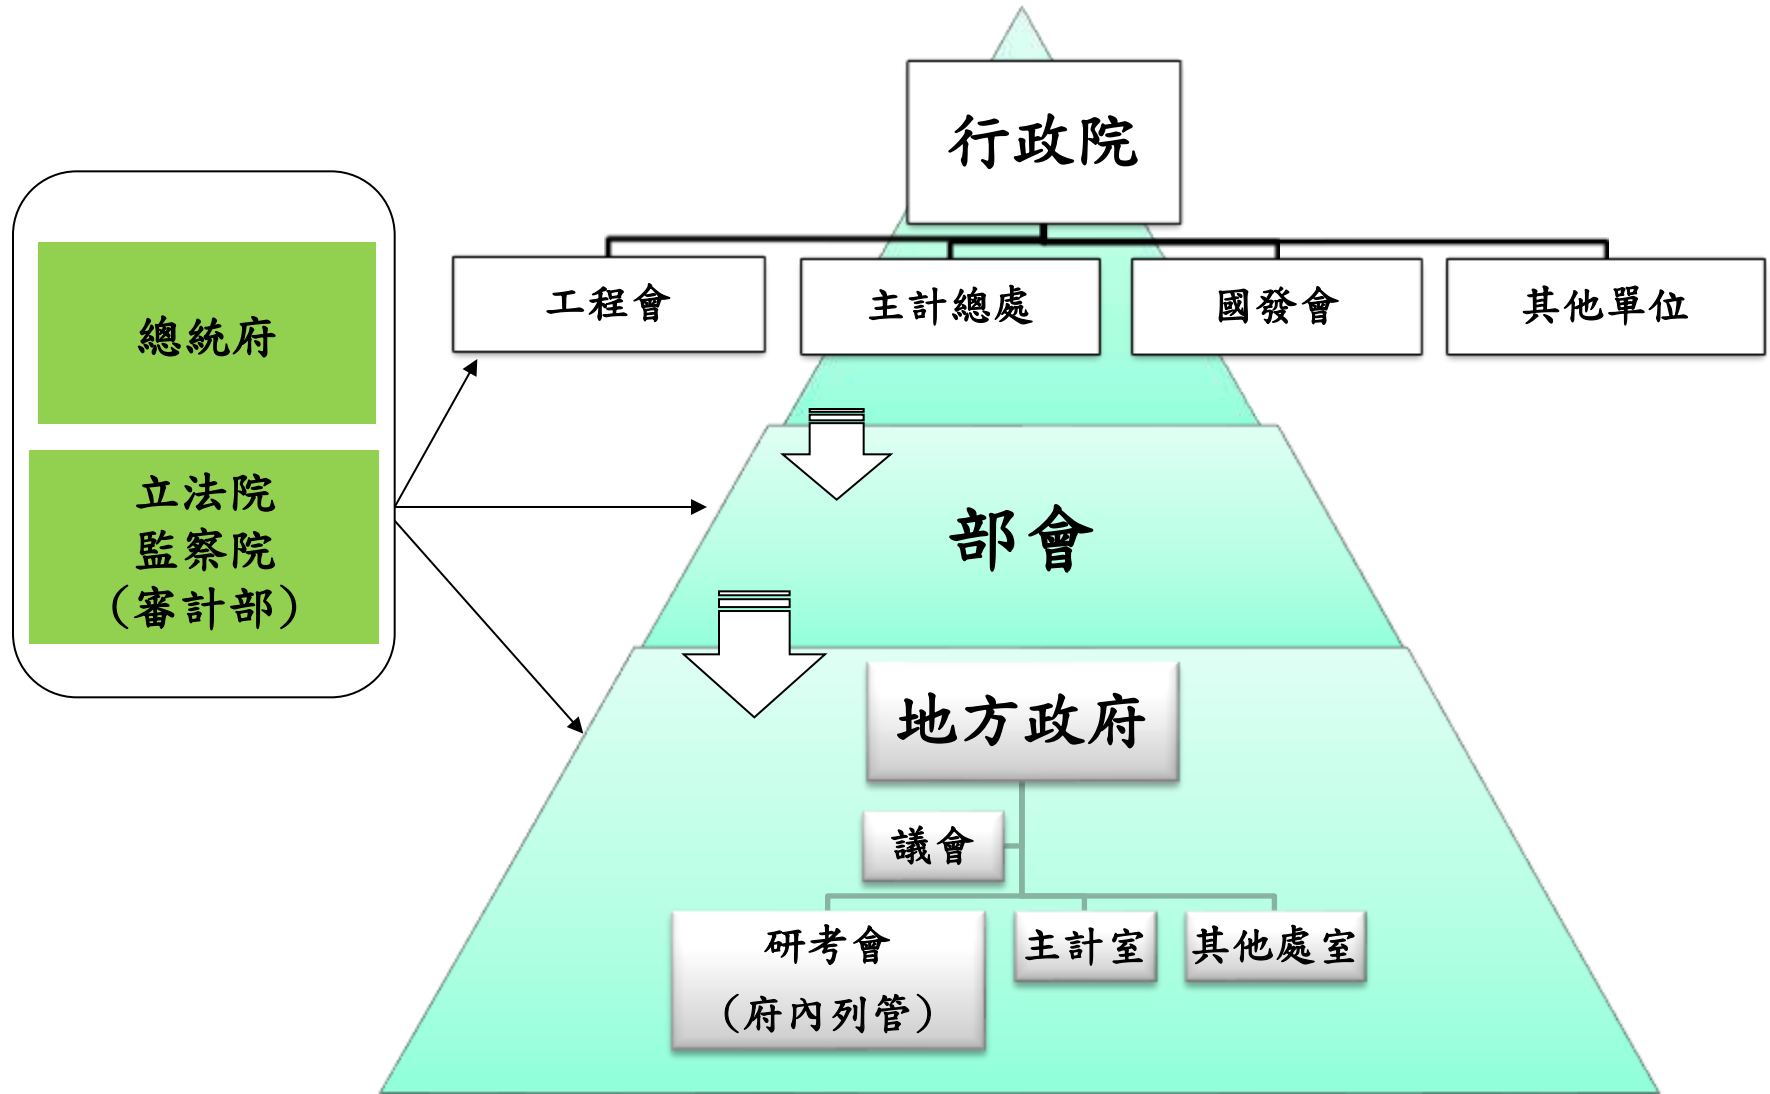 行政院
工程會
主計總處
國發會
其他單位
總統府
立法院
監察院
(審計部)
部會
地方政府
議會
研考會
(府內列管)
主計室
其他處室